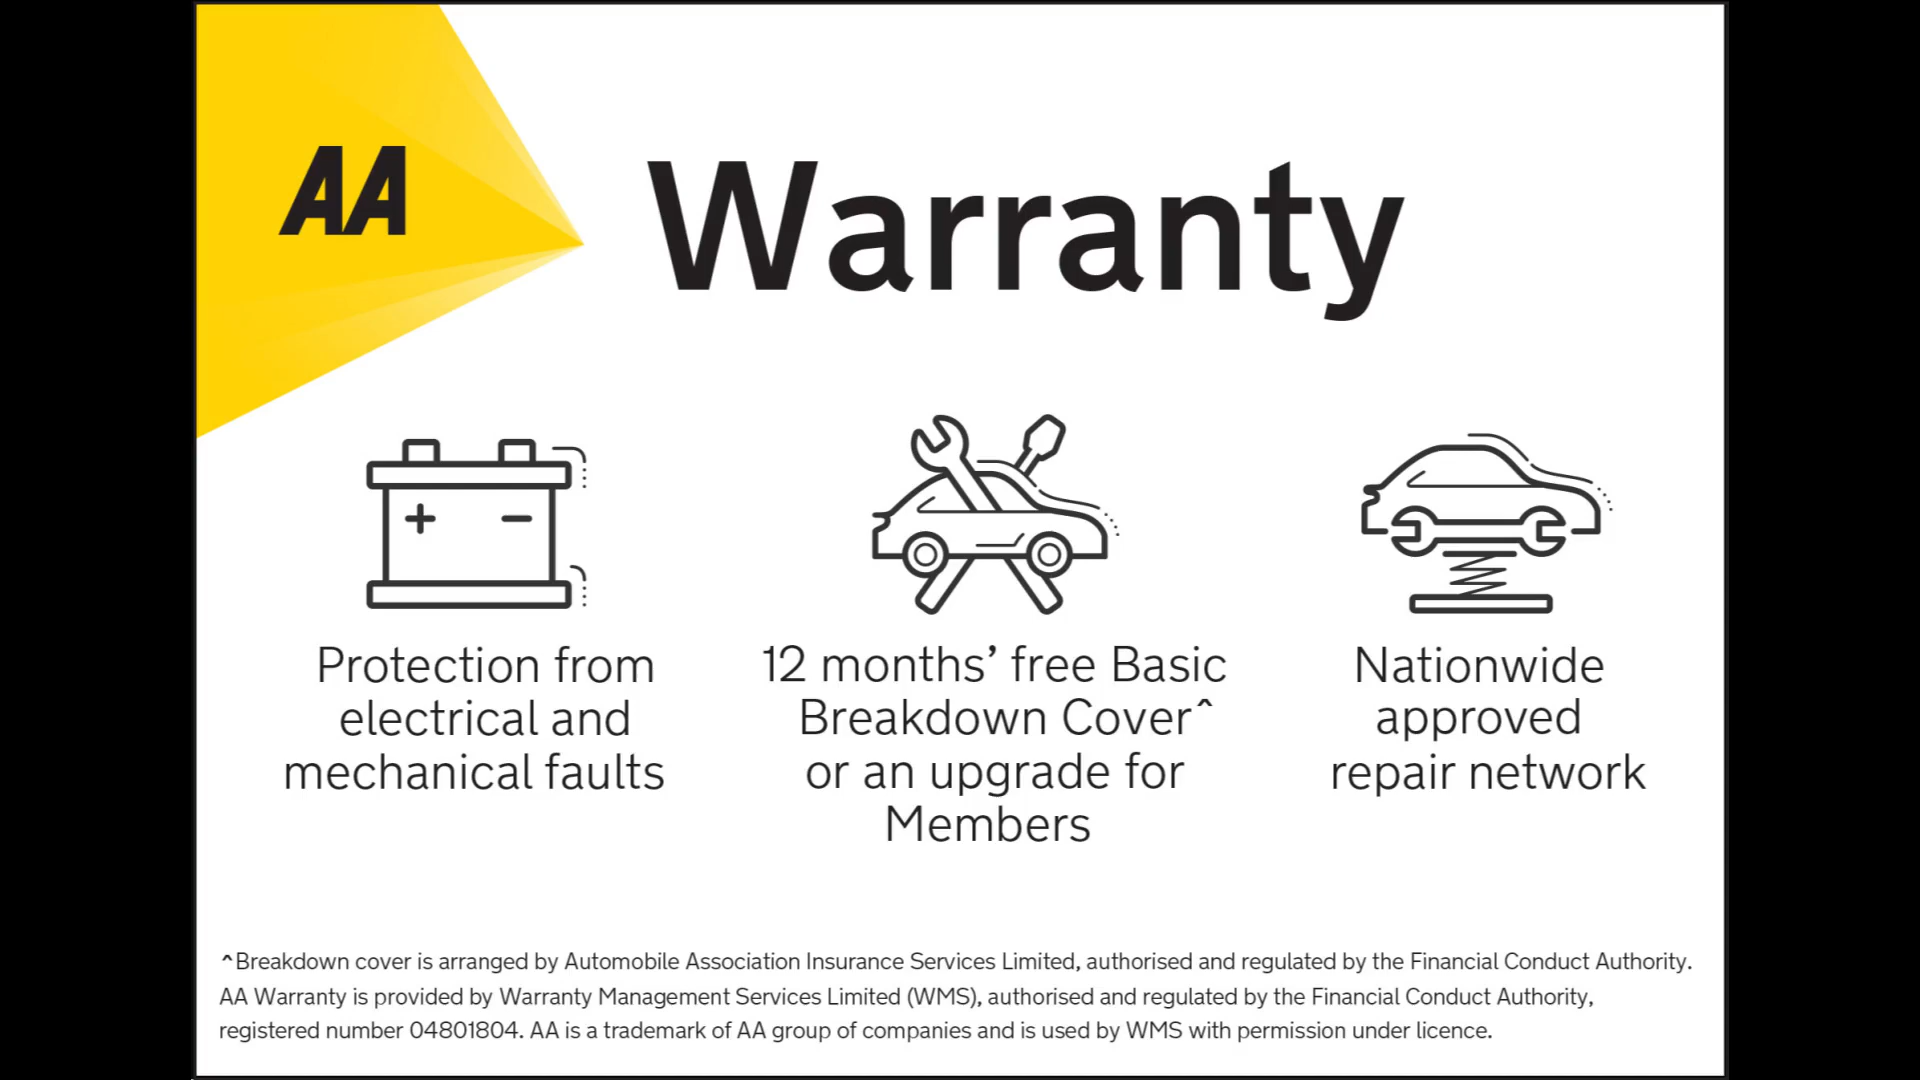 AA
Warranty
+ −
Protection from
electrical and
mechanical faults
12 months’ free Basic
Breakdown Cover^
or an upgrade for
Members
Nationwide
approved
repair network
^Breakdown cover is arranged by Automobile Association Insurance Services Limited, authorised and regulated by the Financial Conduct Authority.
AA Warranty is provided by Warranty Management Services Limited (WMS), authorised and regulated by the Financial Conduct Authority,
registered number 04801804. AA is a trademark of AA group of companies and is used by WMS with permission under licence.